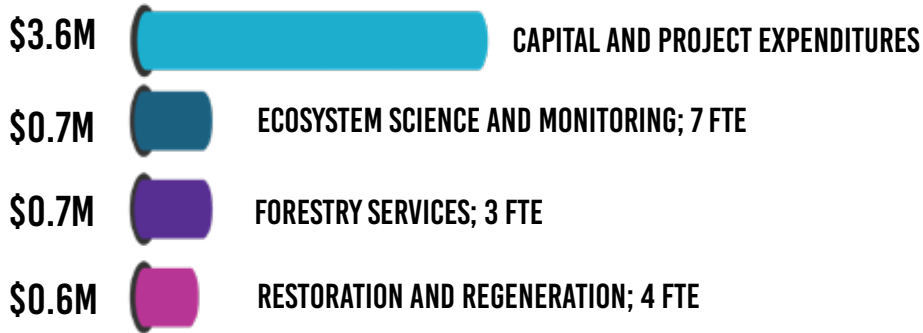 $3.6M CAPITAL AND PROJECT EXPENDITURES
$0.7M ECOSYSTEM SCIENCE AND MONITORING; 7 FTE
$0.7M FORESTRY SERVICES; 3 FTE
$0.6M RESTORATION AND REGENERATION; 4 FTE